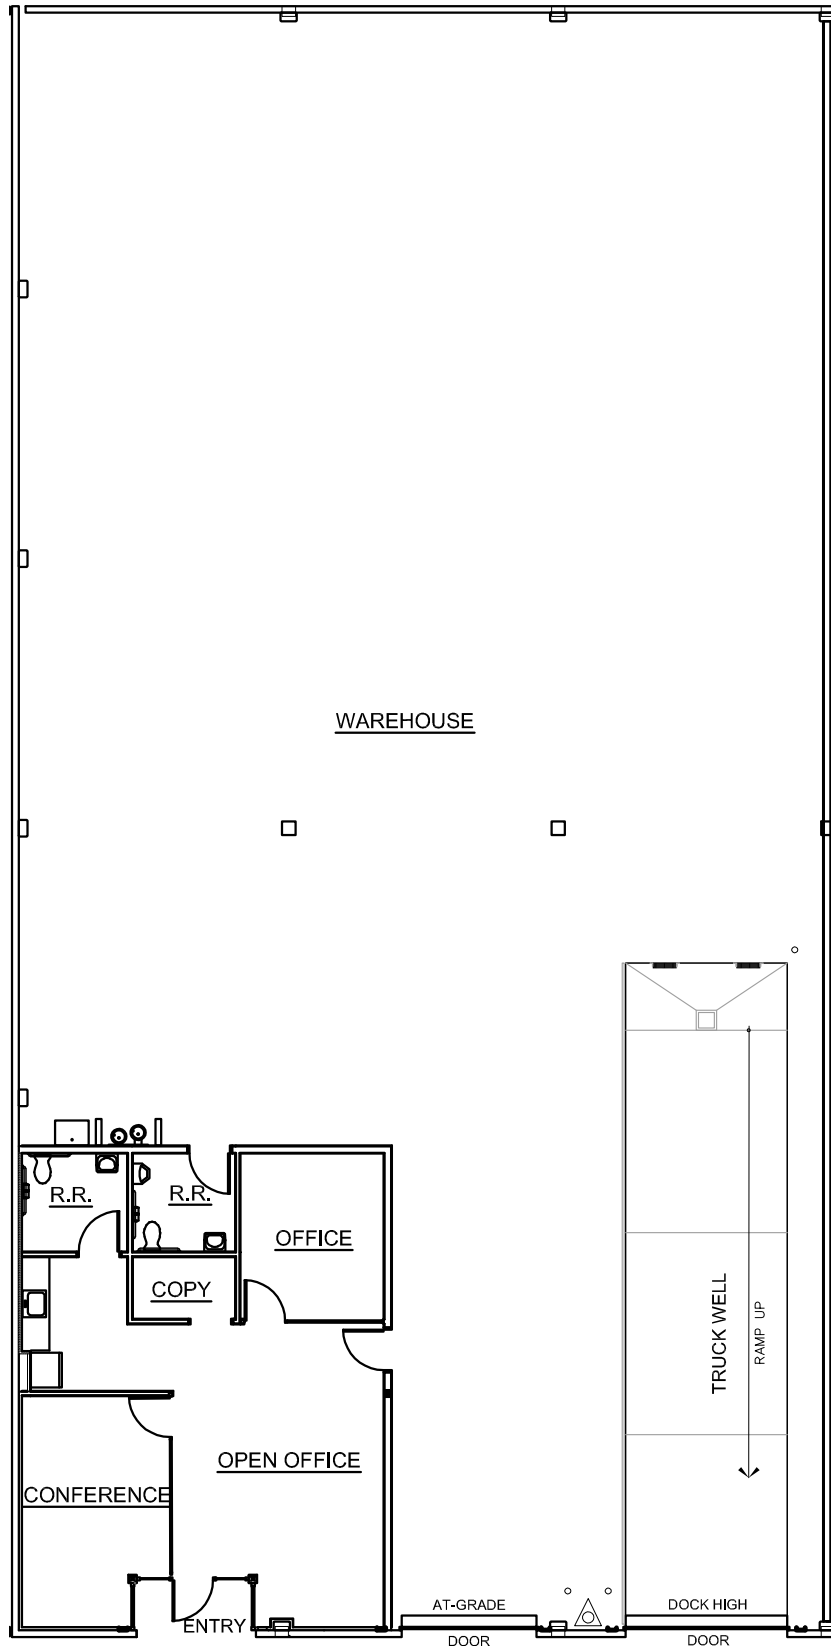 WAREHOUSE
R.R.
R.R.
OFFICE
COPY
TRUCK WELL
RAMP UP
OPEN OFFICE
CONFERENCE
ENTRY
AT-GRADE
DOOR
DOCK HIGH
DOOR